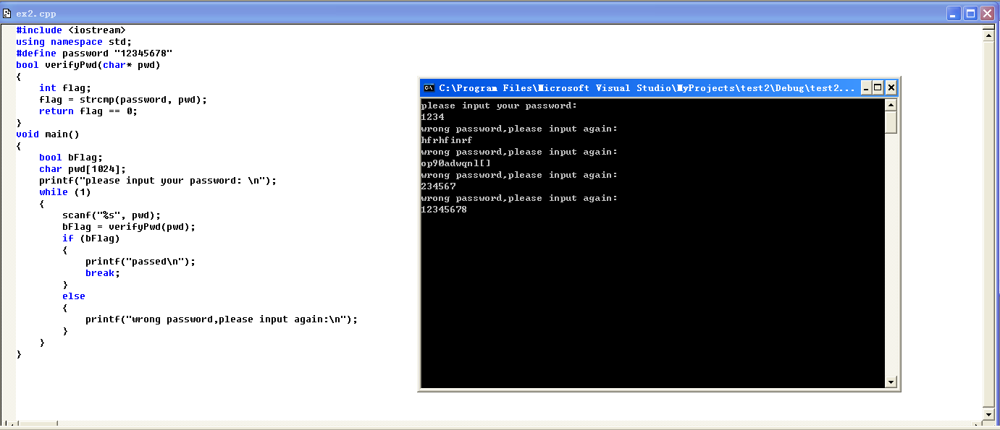 ex2.cpp
#include <iostream>
using namespace std;
#define password "12345678"
bool verifyPwd(char* pwd)
{
    int flag;
    flag = strcmp(password, pwd);
    return flag == 0;
}
void main()
{
    bool bFlag;
    char pwd[1024];
    printf("please input your password: \n");
    while (1)
    {
        scanf("%s", pwd);
        bFlag = verifyPwd(pwd);
        if (bFlag)
        {
            printf("passed\n");
            break;
        }
        else
        {
            printf("wrong password,please input again:\n");
        }
    }
}
C:\Program Files\Microsoft Visual Studio\MyProjects\test2\Debug\test2...
please input your password:
1234
wrong password,please input again:
hfrhfinrf
wrong password,please input again:
op90adwqnl[]
wrong password,please input again:
234567
wrong password,please input again:
12345678